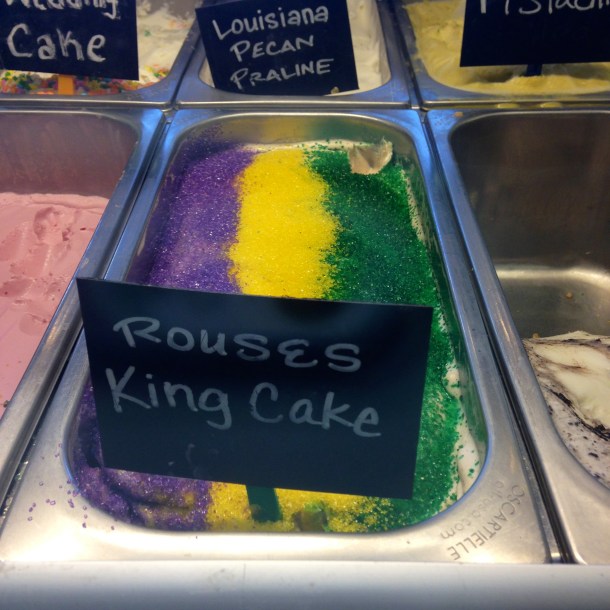 Cake
Louisiana
PECAN
PRALINE
ROUSES
King Cake